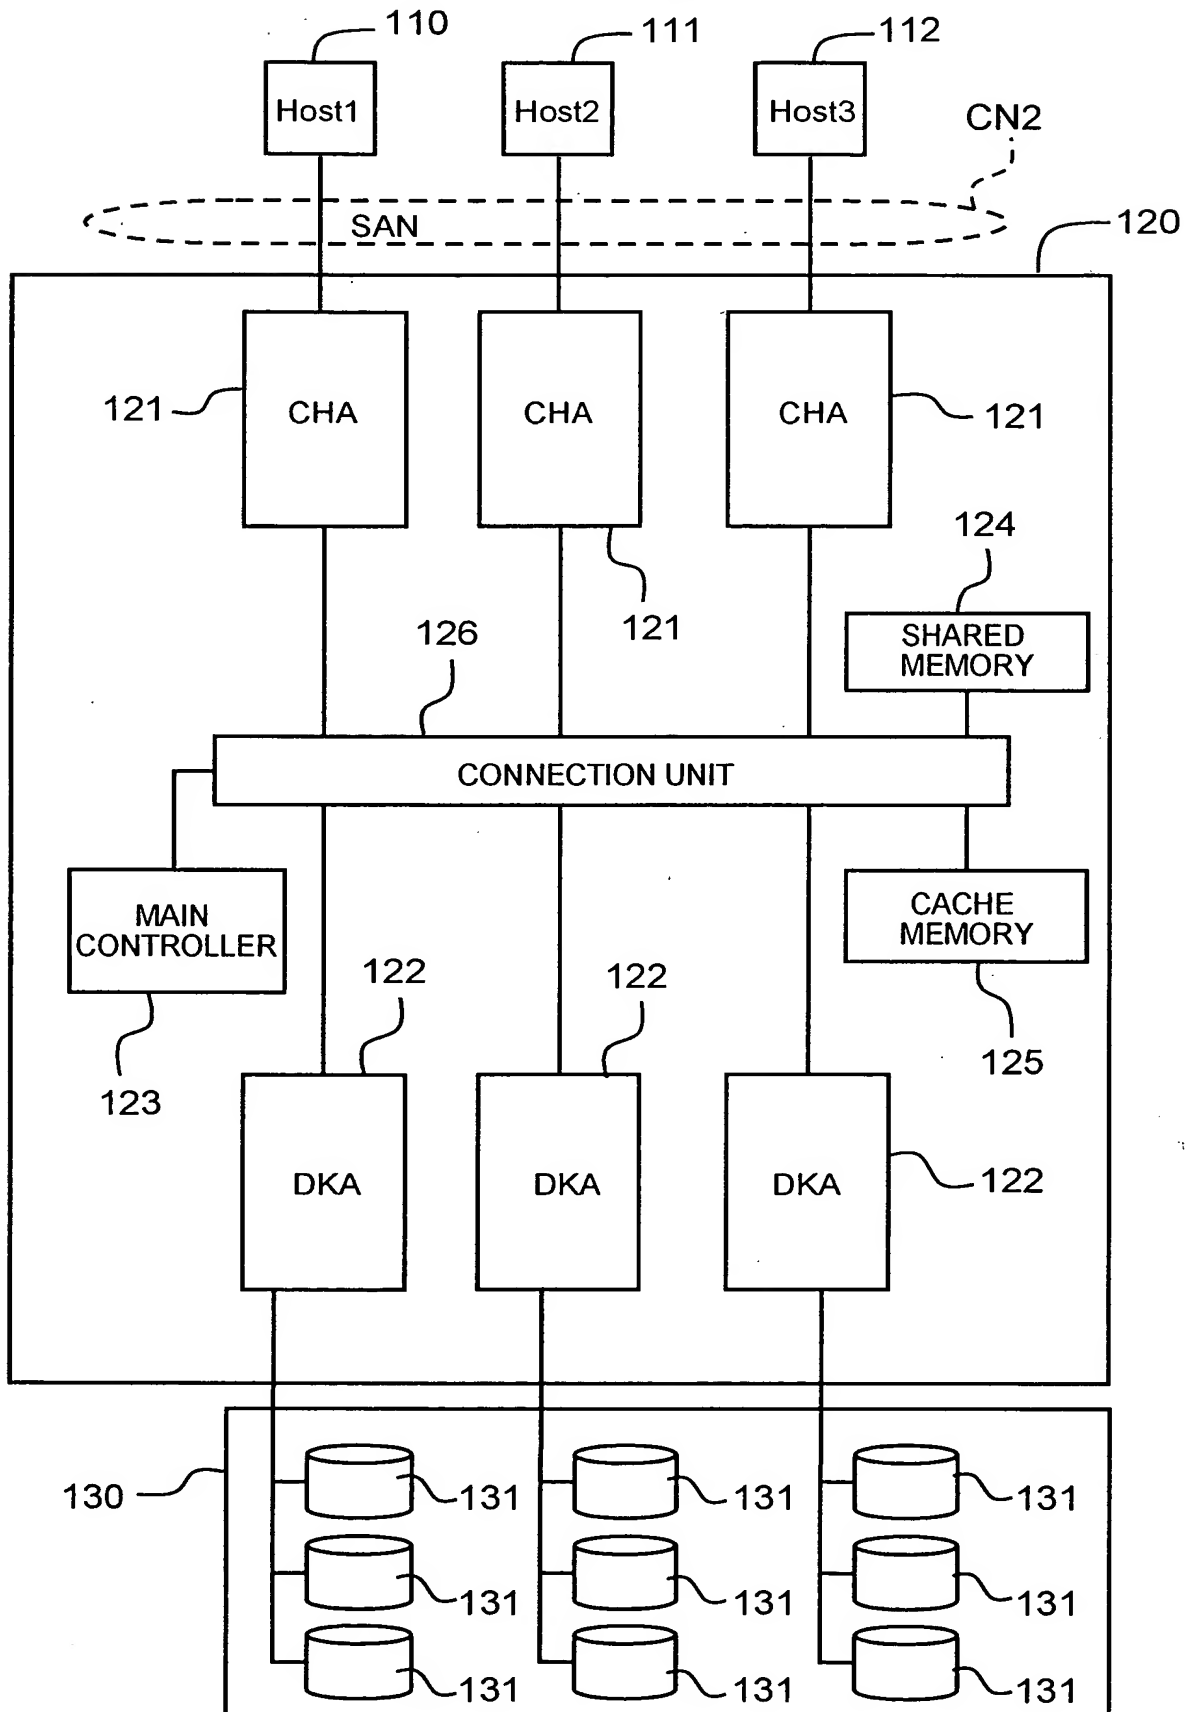 110
111
112
Host1
Host2
Host3
CN2
SAN
120
121
CHA
CHA
CHA
121
121
124
SHARED
MEMORY
126
CONNECTION UNIT
MAIN
CONTROLLER
CACHE
MEMORY
123
122
122
125
DKA
DKA
DKA
122
130
131
131
131
131
131
131
131
131
131